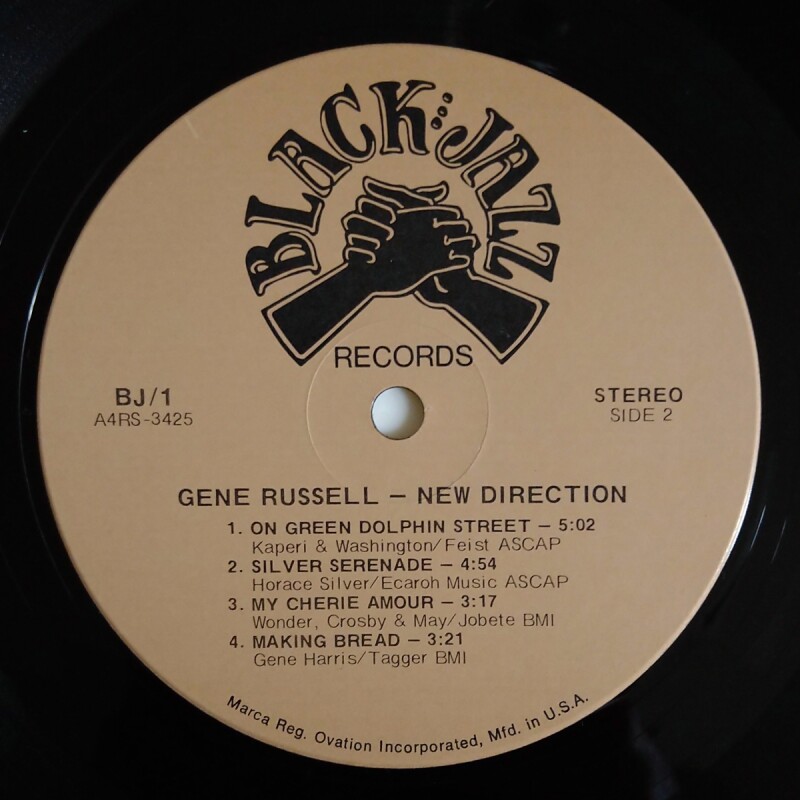 BLACK JAZZ
RECORDS
BJ/1
A4RS-3425
STEREO
SIDE 2
GENE RUSSELL – NEW DIRECTION
1. ON GREEN DOLPHIN STREET – 5:02
Kaperi & Washington/Feist ASCAP
2. SILVER SERENADE – 4:54
Horace Silver/Ecaroh Music ASCAP
3. MY CHERIE AMOUR – 3:17
Wonder, Crosby & May/Jobete BMI
4. MAKING BREAD – 3:21
Gene Harris/Tagger BMI
Marca Reg. Ovation Incorporated, Mfd. in U.S.A.